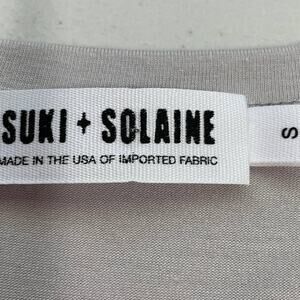 SUKI + SOLAINE
MADE IN THE USA OF IMPORTED FABRIC
S